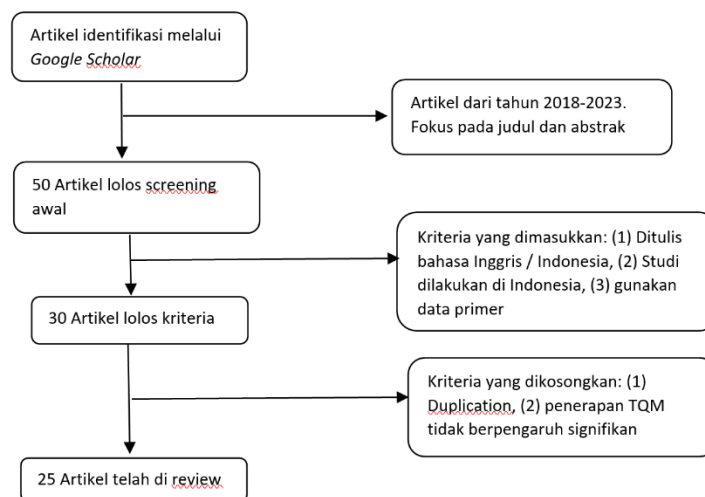 Artikel identifikasi melalui
Google Scholar
Artikel dari tahun 2018-2023.
Fokus pada judul dan abstrak
50 Artikel lolos screening
awal
Kriteria yang dimasukkan: (1) Ditulis
bahasa Inggris / Indonesia, (2) Studi
dilakukan di Indonesia, (3) gunakan
data primer
30 Artikel lolos kriteria
Kriteria yang dikosongkan: (1)
Duplication, (2) penerapan TQM
tidak berpengaruh signifikan
25 Artikel telah di review